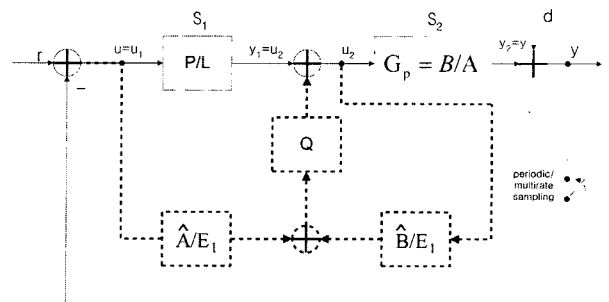 S₁
S₂
d
r
u=u₁
P/L
y₁=u₂
u₂
Gₚ = B/A
y₂=y
y
−
Q
periodic/
multirate
sampling
Â/E₁
B̂/E₁